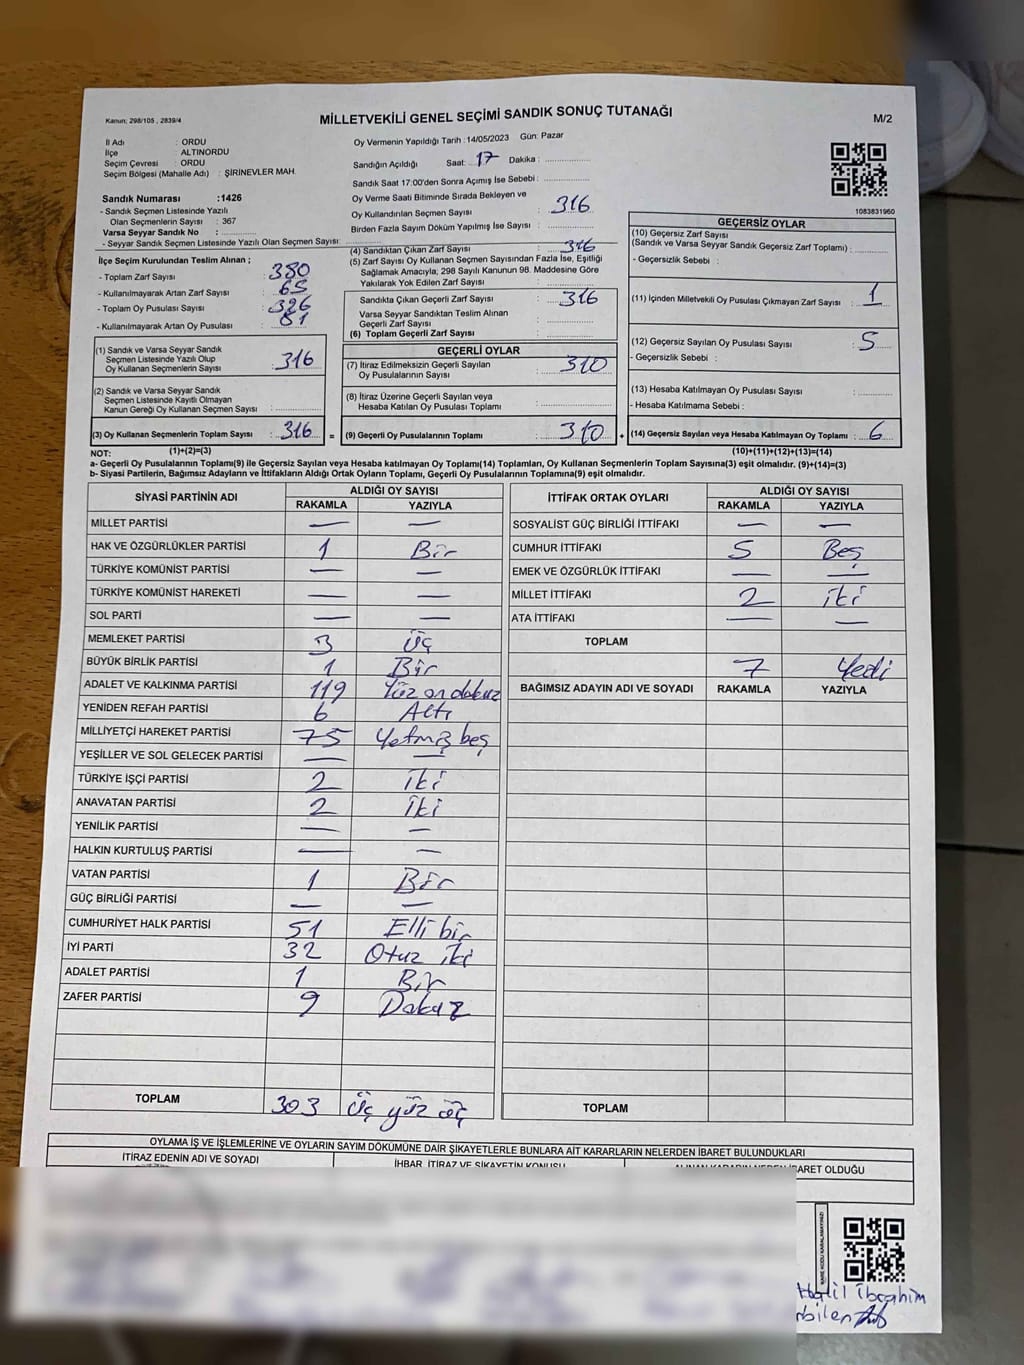 Kanun; 298/105 , 2839/4
MİLLETVEKİLİ GENEL SEÇİMİ SANDIK SONUÇ TUTANAĞI
M/2
İl Adı : ORDU
İlçe : ALTINORDU
Seçim Çevresi : ORDU
Seçim Bölgesi (Mahalle Adı) : ŞİRİNEVLER MAH.
Oy Vermenin Yapıldığı Tarih :14/05/2023 Gün: Pazar
Sandığın Açıldığı Saat: 17 Dakika :
Sandık Saat 17:00'den Sonra Açımış İse Sebebi :
Oy Verme Saati Bitiminde Sırada Bekleyen ve
Oy Kullandırılan Seçmen Sayısı : 316
Birden Fazla Sayım Döküm Yapılmış İse Sayısı :
Sandık Numarası :1426
- Sandık Seçmen Listesinde Yazılı
Olan Seçmenlerin Sayısı : 367
Varsa Seyyar Sandık No :
- Seyyar Sandık Seçmen Listesinde Yazılı Olan Seçmen Sayısı:
1083831960
İlçe Seçim Kurulundan Teslim Alınan ;
- Toplam Zarf Sayısı : 380
- Kullanılmayarak Artan Zarf Sayısı : 65
- Toplam Oy Pusulası Sayısı : 326
- Kullanılmayarak Artan Oy Pusulası : 81
(1) Sandık ve Varsa Seyyar Sandık
Seçmen Listesinde Yazılı Olup
Oy Kullanan Seçmenlerin Sayısı : 316
(2) Sandık ve Varsa Seyyar Sandık
Seçmen Listesinde Kayıtlı Olmayan
Kanun Gereği Oy Kullanan Seçmen Sayısı :
(3) Oy Kullanan Seçmenlerin Toplam Sayısı : 316 =
(4) Sandıktan Çıkan Zarf Sayısı : 316
(5) Zarf Sayısı Oy Kullanan Seçmen Sayısından Fazla İse, Eşitliği
Sağlamak Amacıyla; 298 Sayılı Kanunun 98. Maddesine Göre
Yakılarak Yok Edilen Zarf Sayısı :
Sandıkta Çıkan Geçerli Zarf Sayısı : 316
Varsa Seyyar Sandıktan Teslim Alınan
Geçerli Zarf Sayısı :
(6) Toplam Geçerli Zarf Sayısı :
GEÇERLİ OYLAR
(7) İtiraz Edilmeksizin Geçerli Sayılan
Oy Pusulalarının Sayısı : 310
(8) İtiraz Üzerine Geçerli Sayılan veya
Hesaba Katılan Oy Pusulası Toplamı :
(9) Geçerli Oy Pusulalarının Toplamı : 310 +
GEÇERSİZ OYLAR
(10) Geçersiz Zarf Sayısı
(Sandık ve Varsa Seyyar Sandık Geçersiz Zarf Toplamı) :
- Geçersizlik Sebebi :
(11) İçinden Milletvekili Oy Pusulası Çıkmayan Zarf Sayısı : 1
(12) Geçersiz Sayılan Oy Pusulası Sayısı : 5
- Geçersizlik Sebebi :
(13) Hesaba Katılmayan Oy Pusulası Sayısı :
- Hesaba Katılmama Sebebi :
(14) Geçersiz Sayılan veya Hesaba Katılmayan Oy Toplamı : 6
NOT: (1)+(2)=(3) (10)+(11)+(12)+(13)=(14)
a- Geçerli Oy Pusulalarının Toplamı(9) ile Geçersiz Sayılan veya Hesaba katılmayan Oy Toplamı(14) Toplamları, Oy Kullanan Seçmenlerin Toplam Sayısına(3) eşit olmalıdır. (9)+(14)=(3)
b- Siyasi Partilerin, Bağımsız Adayların ve İttifakların Aldığı Ortak Oyların Toplamı, Geçerli Oy Pusulalarının Toplamına(9) eşit olmalıdır.
SİYASİ PARTİNİN ADI ALDIĞI OY SAYISI
RAKAMLA YAZIYLA
MİLLET PARTİSİ — —
HAK VE ÖZGÜRLÜKLER PARTİSİ 1 Bir
TÜRKİYE KOMÜNİST PARTİSİ — —
TÜRKİYE KOMÜNİST HAREKETİ — —
SOL PARTİ — —
MEMLEKET PARTİSİ 3 Üç
BÜYÜK BİRLİK PARTİSİ 1 Bir
ADALET VE KALKINMA PARTİSİ 119 Yüz on dokuz
YENİDEN REFAH PARTİSİ 6 Altı
MİLLİYETÇİ HAREKET PARTİSİ 75 Yetmiş beş
YEŞİLLER VE SOL GELECEK PARTİSİ — —
TÜRKİYE İŞÇİ PARTİSİ 2 İki
ANAVATAN PARTİSİ 2 İki
YENİLİK PARTİSİ — —
HALKIN KURTULUŞ PARTİSİ — —
VATAN PARTİSİ 1 Bir
GÜÇ BİRLİĞİ PARTİSİ — —
CUMHURİYET HALK PARTİSİ 51 Elli bir
İYİ PARTİ 32 Otuz iki
ADALET PARTİSİ 1 Bir
ZAFER PARTİSİ 9 Dokuz
TOPLAM 303 Üç yüz üç
İTTİFAK ORTAK OYLARI ALDIĞI OY SAYISI
RAKAMLA YAZIYLA
SOSYALİST GÜÇ BİRLİĞİ İTTİFAKI — —
CUMHUR İTTİFAKI 5 Beş
EMEK VE ÖZGÜRLÜK İTTİFAKI — —
MİLLET İTTİFAKI 2 iki
ATA İTTİFAKI — —
TOPLAM 7 Yedi
BAĞIMSIZ ADAYIN ADI VE SOYADI RAKAMLA YAZIYLA
TOPLAM
OYLAMA İŞ VE İŞLEMLERİNE VE OYLARIN SAYIM DÖKÜMÜNE DAİR ŞİKAYETLERLE BUNLARA AİT KARARLARIN NELERDEN İBARET BULUNDUKLARI
İTİRAZ EDENİN ADI VE SOYADI
İHBAR, İTİRAZ VE ŞİKAYETİN KONUSU
ALINAN KARARIN NEDEN İBARET OLDUĞU
KARE KODU KARALAMAYINIZ!
Halil İbrahim
rbilen